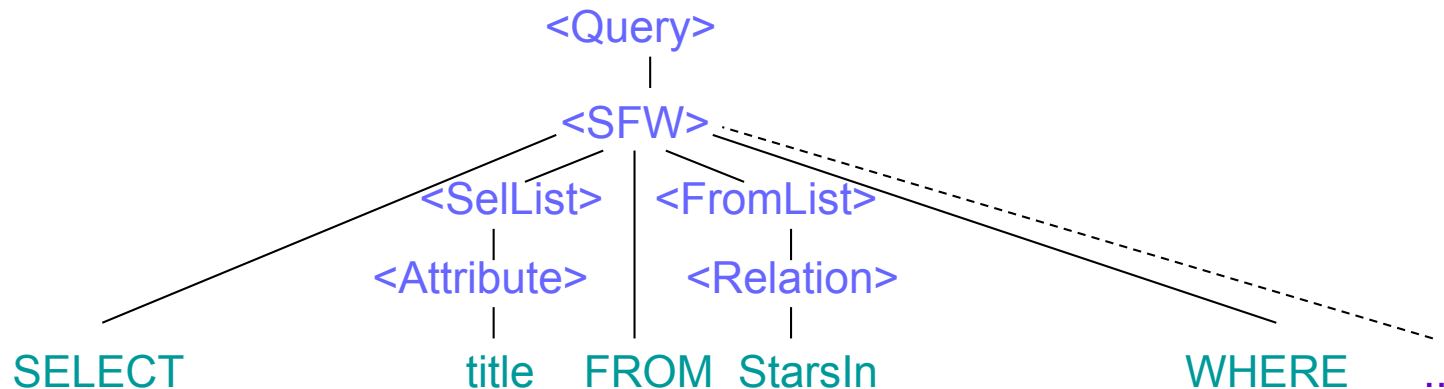 <Query>
<SFW>
<SelList> <FromList>
<Attribute> <Relation>
SELECT title FROM StarsIn WHERE ..